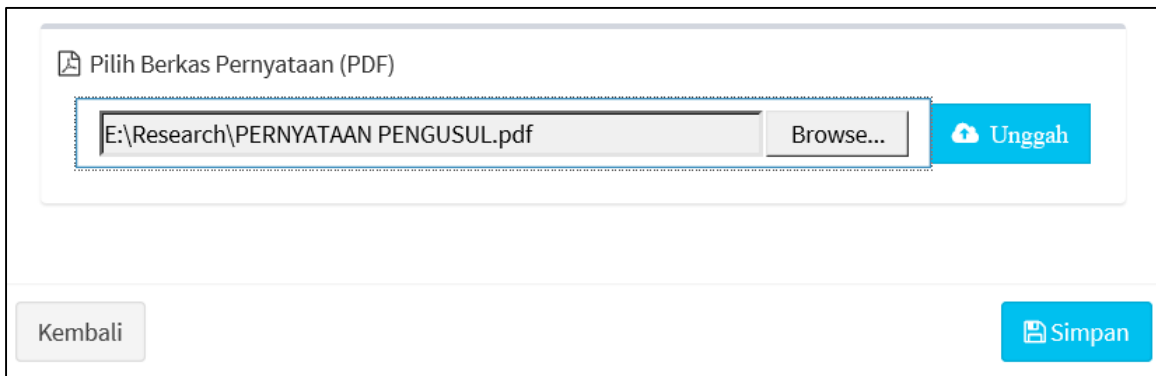 Pilih Berkas Pernyataan (PDF)
E:\Research\PERNYATAAN PENGUSUL.pdf Browse... Unggah
Kembali Simpan